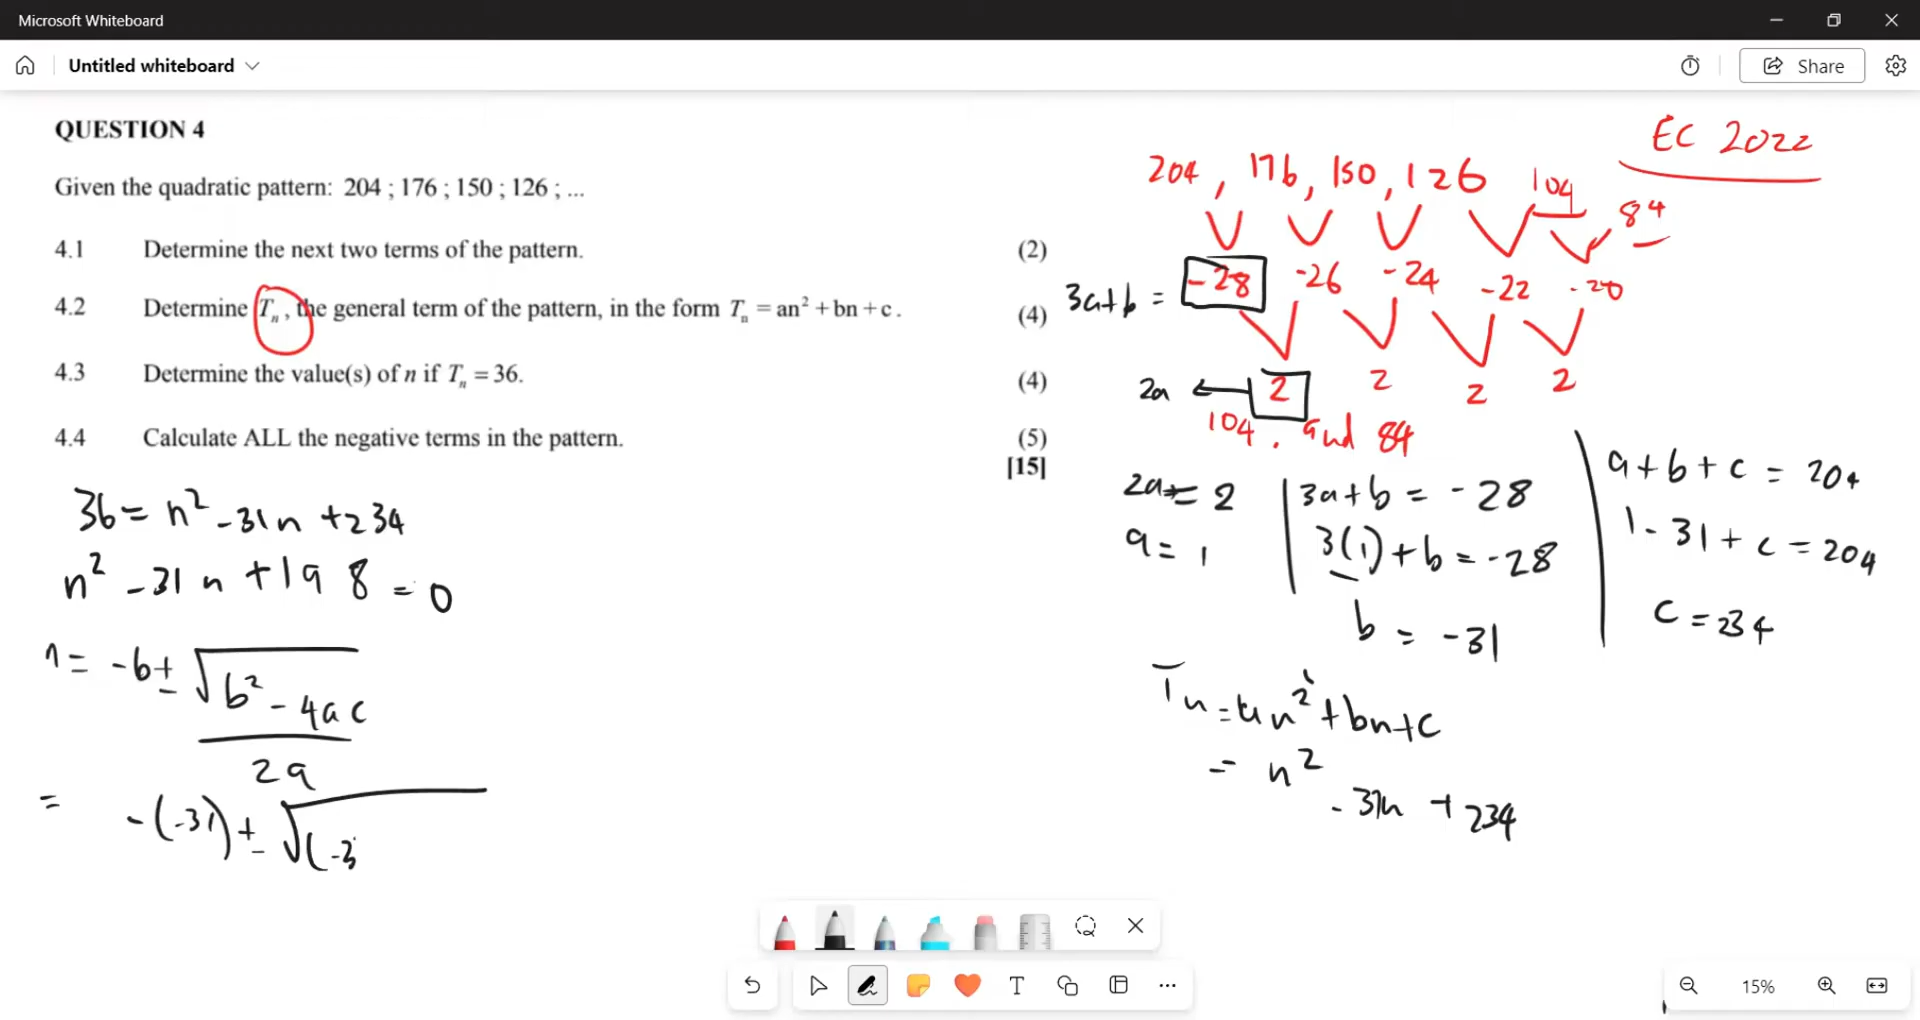 Microsoft Whiteboard
Untitled whiteboard
Share
QUESTION 4
Given the quadratic pattern: 204 ; 176 ; 150 ; 126 ; ...
4.1 Determine the next two terms of the pattern. (2)
4.2 Determine Tₙ, the general term of the pattern, in the form Tₙ = an² + bn + c. (4)
4.3 Determine the value(s) of n if Tₙ = 36. (4)
4.4 Calculate ALL the negative terms in the pattern. (5)
[15]
36 = n² - 31n + 234
n² - 31n + 198 = 0
n = -b ± √b² - 4ac
2a
= -(-31) ± √(-3
EC 2022
204, 176, 150, 126 104
84
3a+b = -28 -26 -24 -22 -20
2a ← 2 2 2 2
104. and 84
2a = 2
a = 1
3a+b = -28
3(1)+b = -28
b = -31
a+b+c = 204
1-31+c = 204
c = 234
Tn = an² + bn + c
= n² - 31n + 234
15%